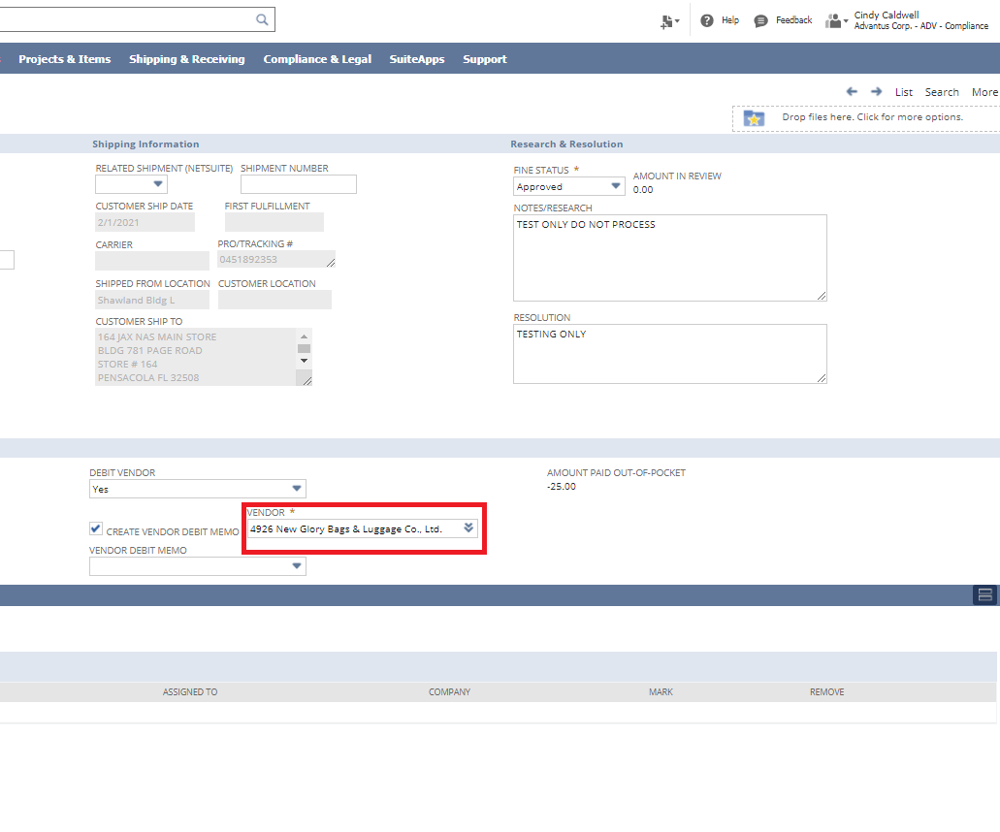 Help
Feedback
Cindy Caldwell
Advantus Corp. - ADV - Compliance
Projects & Items
Shipping & Receiving
Compliance & Legal
SuiteApps
Support
List
Search
More
Drop files here. Click for more options.
Shipping Information
RELATED SHIPMENT (NETSUITE)
SHIPMENT NUMBER
CUSTOMER SHIP DATE
FIRST FULFILLMENT
2/1/2021
CARRIER
PRO/TRACKING #
0451892353
SHIPPED FROM LOCATION
CUSTOMER LOCATION
Shawland Bldg L
CUSTOMER SHIP TO
164 JAX NAS MAIN STORE
BLDG 781 PAGE ROAD
STORE # 164
PENSACOLA FL 32508
Research & Resolution
FINE STATUS *
Approved
AMOUNT IN REVIEW
0.00
NOTES/RESEARCH
TEST ONLY DO NOT PROCESS
RESOLUTION
TESTING ONLY
DEBIT VENDOR
Yes
CREATE VENDOR DEBIT MEMO
VENDOR *
4926 New Glory Bags & Luggage Co., Ltd.
VENDOR DEBIT MEMO
AMOUNT PAID OUT-OF-POCKET
-25.00
ASSIGNED TO
COMPANY
MARK
REMOVE